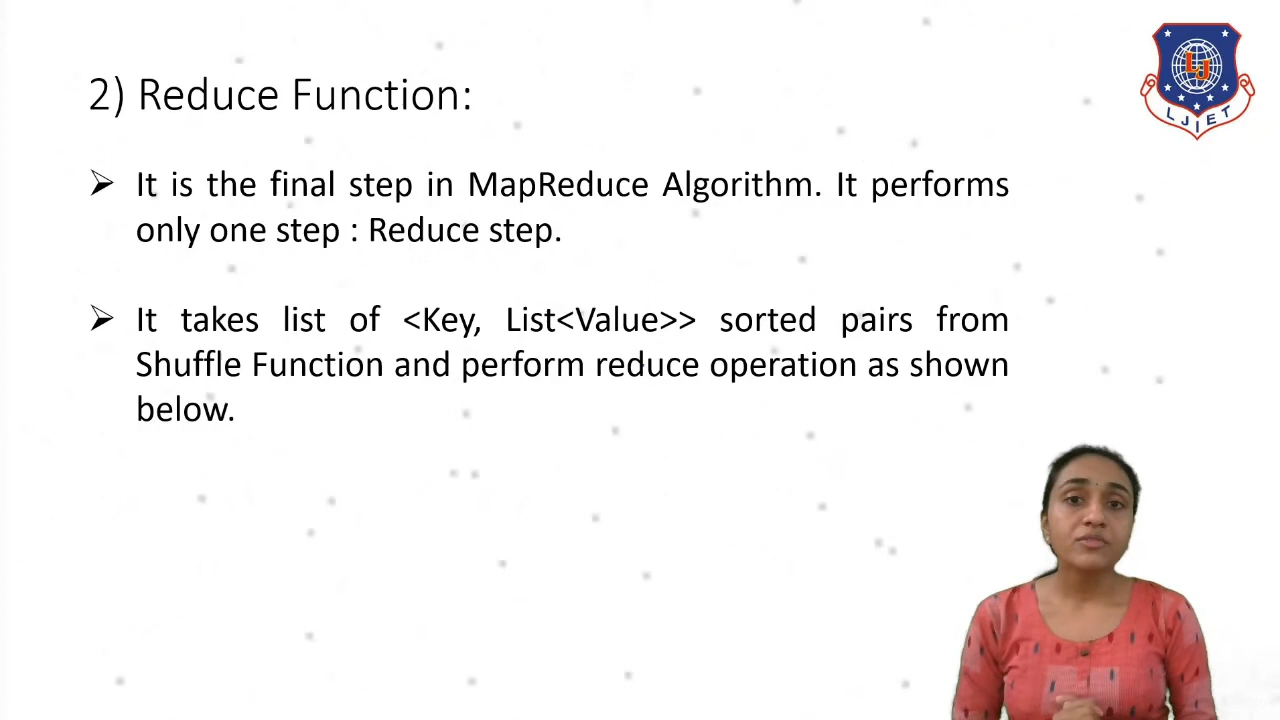 2) Reduce Function:
LJIET
➢ It is the final step in MapReduce Algorithm. It performs
only one step : Reduce step.
➢ It takes list of <Key, List<Value>> sorted pairs from
Shuffle Function and perform reduce operation as shown
below.